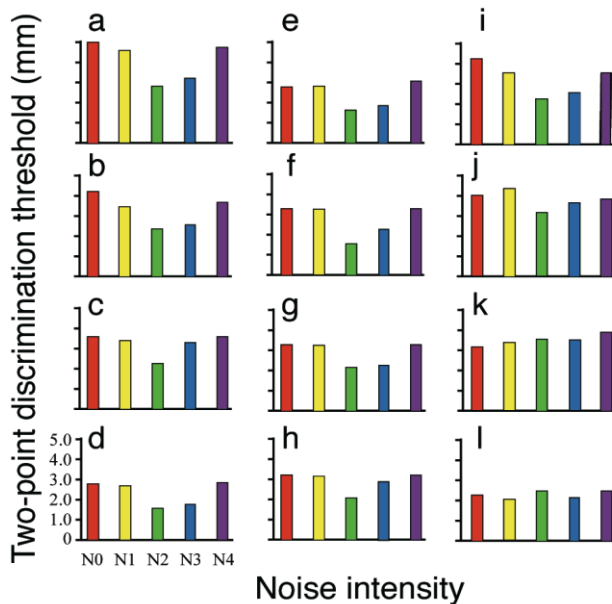 Two-point discrimination threshold (mm)
a
e
i
b
f
j
c
g
k
d
h
l
5.0
4.0
3.0
2.0
1.0
0
N0 N1 N2 N3 N4
Noise intensity